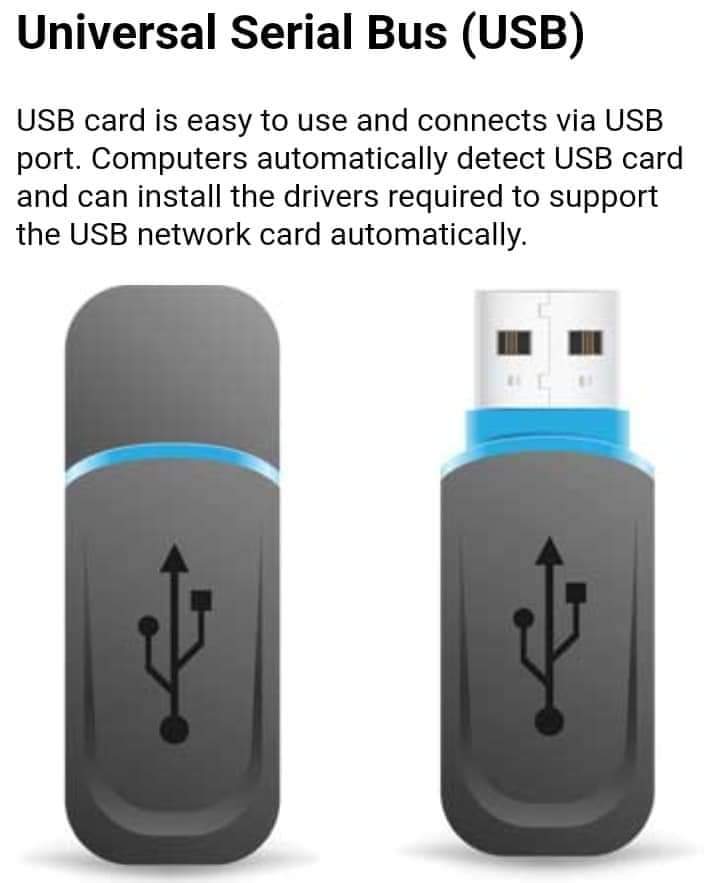 Universal Serial Bus (USB)
USB card is easy to use and connects via USB
port. Computers automatically detect USB card
and can install the drivers required to support
the USB network card automatically.